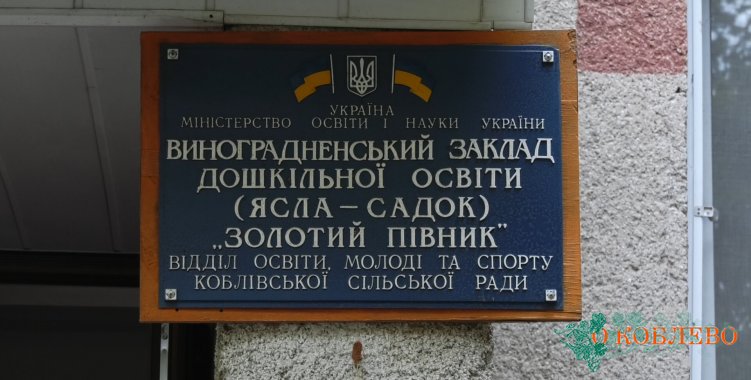 УКРАЇНА
МІНІСТЕРСТВО ОСВІТИ І НАУКИ УКРАЇНИ
ВИНОГРАДНЕНСЬКИЙ ЗАКЛАД
ДОШКІЛЬНОЇ ОСВІТИ
(ЯСЛА – САДОК)
„ЗОЛОТИЙ ПІВНИК"
ВІДДІЛ ОСВІТИ, МОЛОДІ ТА СПОРТУ
КОБЛІВСЬКОЇ СІЛЬСЬКОЇ РАДИ
О КОБЛЕВО